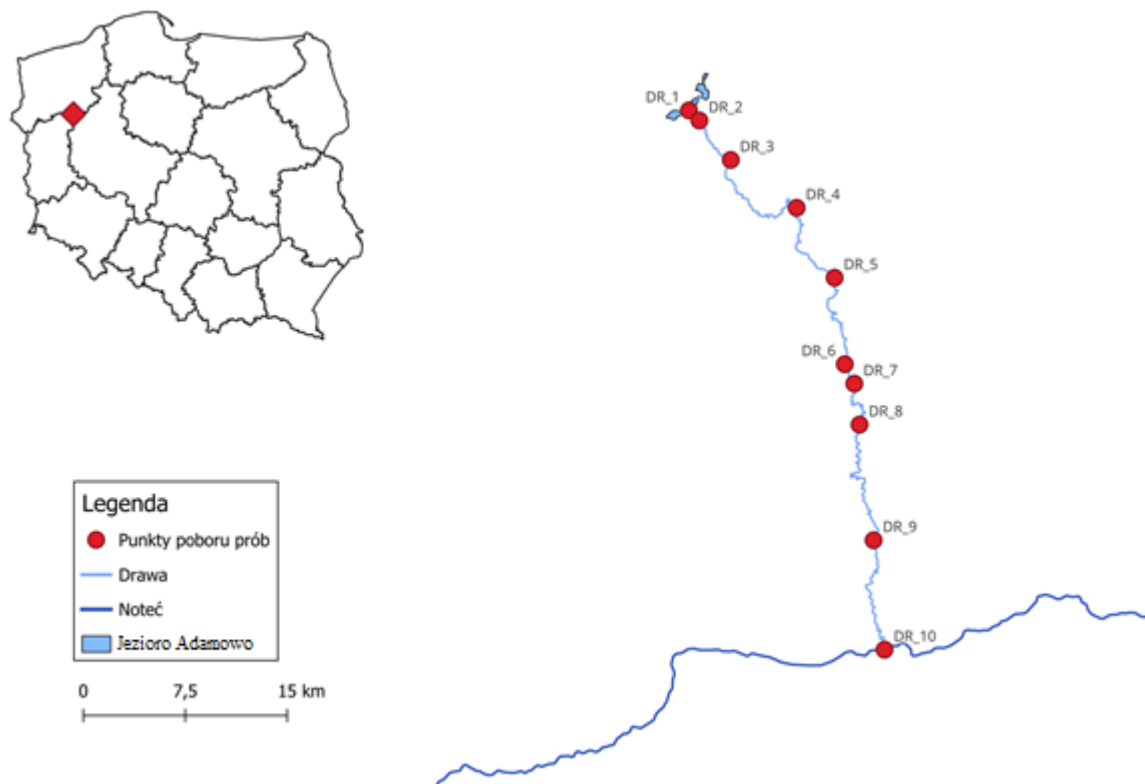 DR_1
DR_2
DR_3
DR_4
DR_5
DR_6
DR_7
DR_8
DR_9
DR_10
Legenda
Punkty poboru prób
Drawa
Noteć
Jezioro Adamowo
0 7,5 15 km